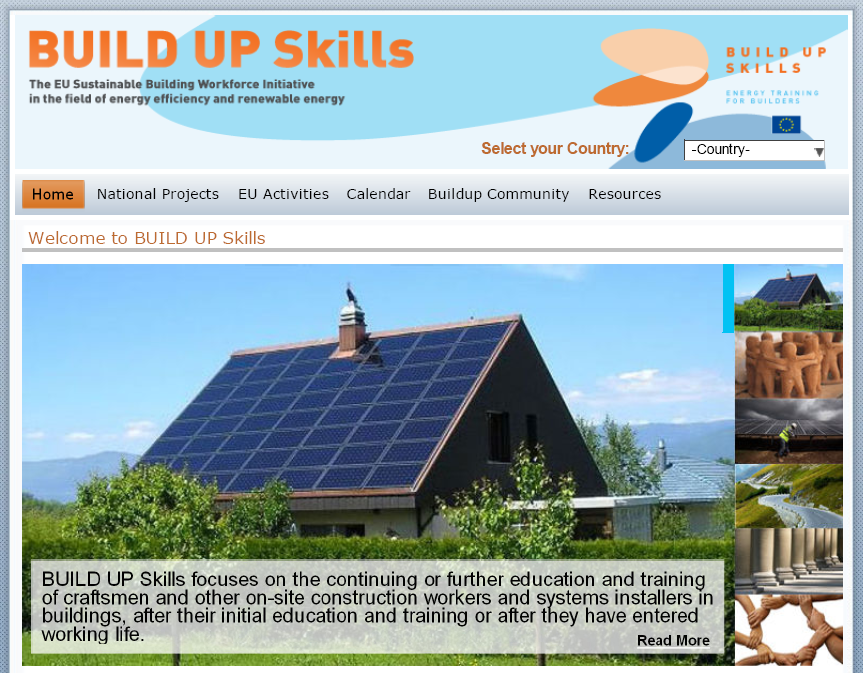 BUILD UP Skills
The EU Sustainable Building Workforce Initiative
in the field of energy efficiency and renewable energy
BUILD UP
SKILLS
ENERGY TRAINING
FOR BUILDERS
Select your Country:
-Country-
Home
National Projects
EU Activities
Calendar
Buildup Community
Resources
Welcome to BUILD UP Skills
BUILD UP Skills focuses on the continuing or further education and training
of craftsmen and other on-site construction workers and systems installers in
buildings, after their initial education and training or after they have entered
working life.
Read More